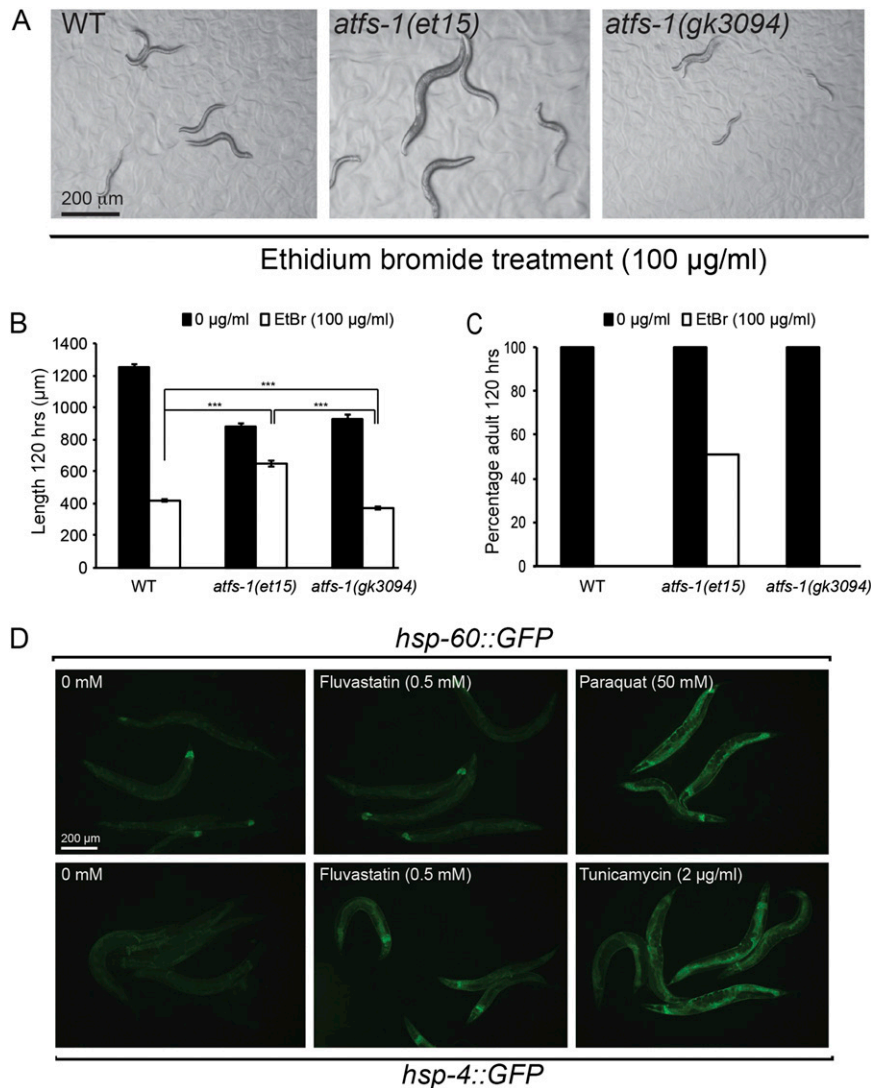 A
WT
atfs-1(et15)
atfs-1(gk3094)
200 µm
Ethidium bromide treatment (100 µg/ml)
B
0 µg/ml EtBr (100 µg/ml)
Length 120 hrs (µm)
1400
1200
1000
800
600
400
200
0
***
*** ***
WT atfs-1(et15) atfs-1(gk3094)
C
0 µg/ml EtBr (100 µg/ml)
Percentage adult 120 hrs
100
80
60
40
20
0
WT atfs-1(et15) atfs-1(gk3094)
D
hsp-60::GFP
0 mM
Fluvastatin (0.5 mM)
Paraquat (50 mM)
200 µm
0 mM
Fluvastatin (0.5 mM)
Tunicamycin (2 µg/ml)
hsp-4::GFP